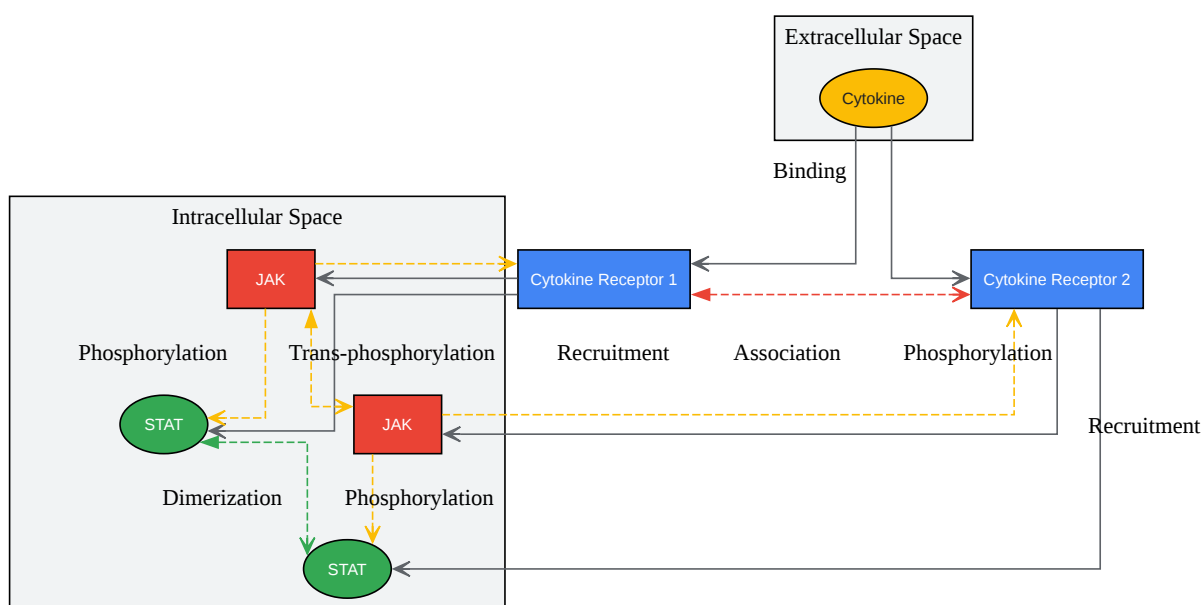 Extracellular Space
Cytokine
Binding
Intracellular Space
JAK
Cytokine Receptor 1
Cytokine Receptor 2
Phosphorylation
Trans-phosphorylation
Recruitment
Association
Phosphorylation
STAT
JAK
Recruitment
Dimerization
Phosphorylation
STAT